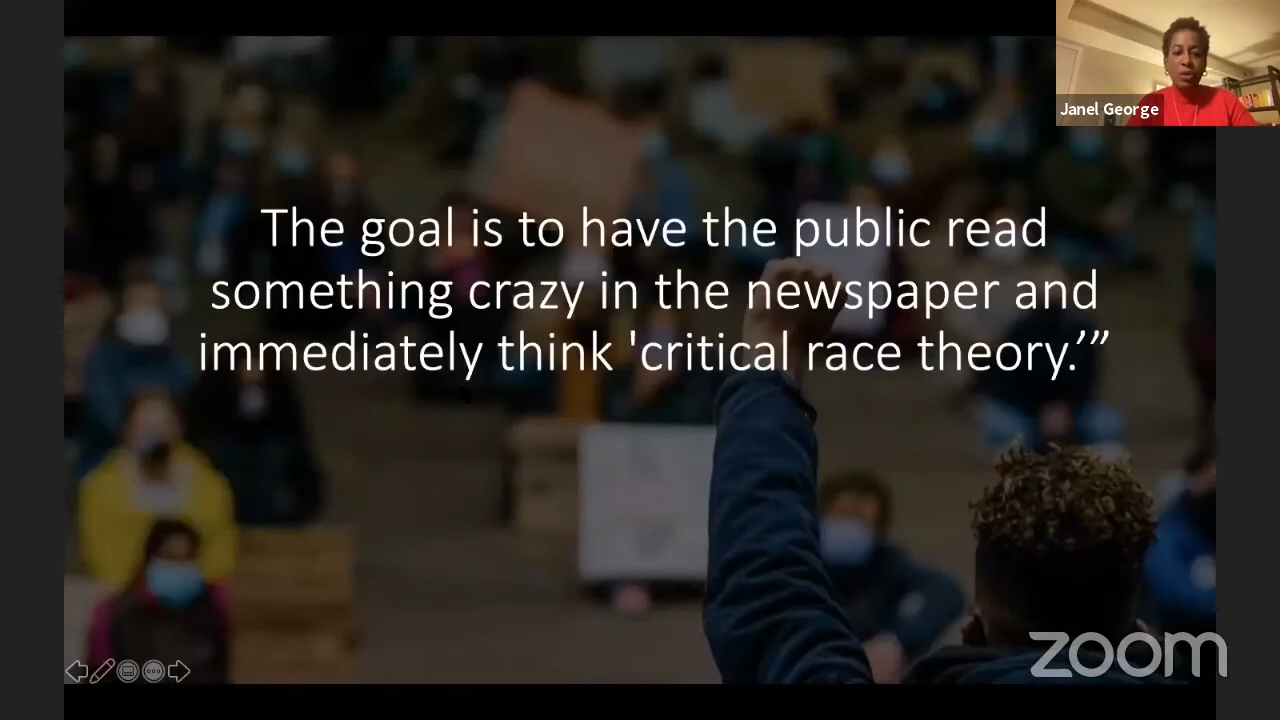 Janel George
The goal is to have the public read
something crazy in the newspaper and
immediately think 'critical race theory.’”
zoom